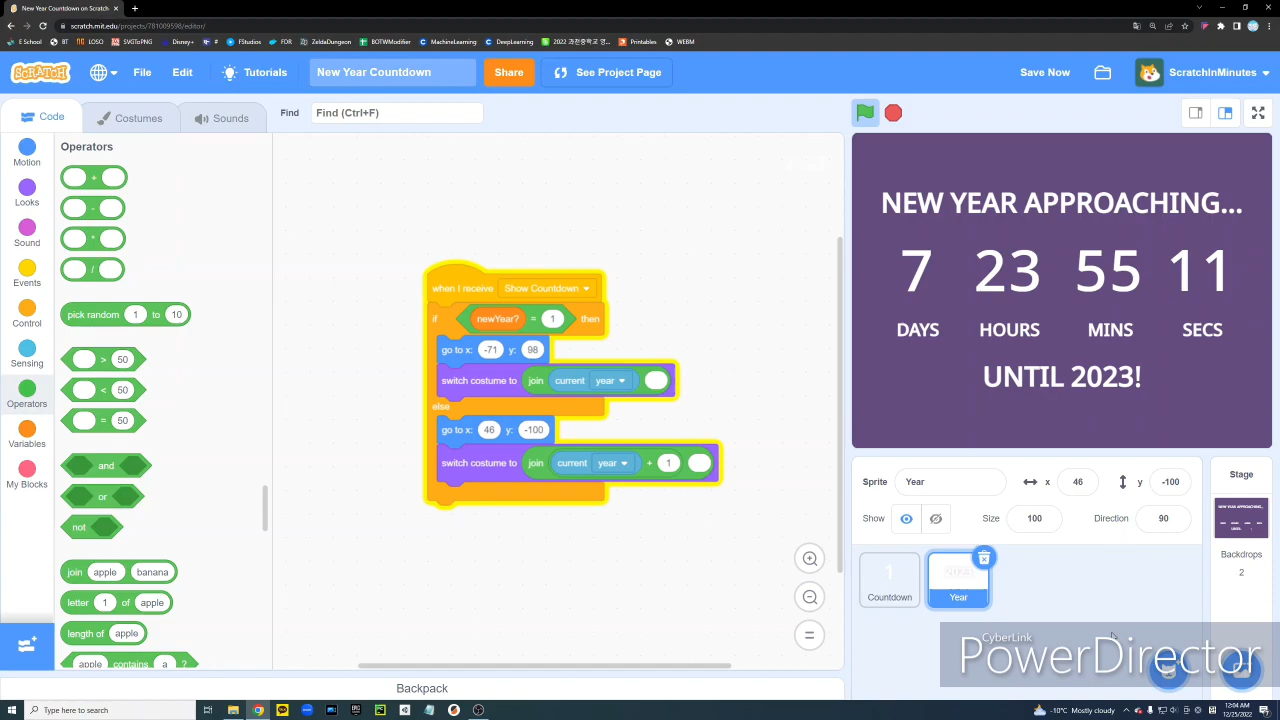 New Year Countdown on Scratch
scratch.mit.edu/projects/781009598/editor/
E School
BT
LOSO
SVGToPNG
Disney+
#
FStudios
FDR
ZeldaDungeon
BOTWModifier
MachineLearning
DeepLearning
Printables
WEBM
SCRATCH
File
Edit
Tutorials
New Year Countdown
Share
See Project Page
Save Now
ScratchInMinutes
Code
Costumes
Sounds
Find
Find (Ctrl+F)
Motion
Looks
Sound
Events
Control
Sensing
Operators
Variables
My Blocks
Operators
+
-
*
/
pick random 1 to 10
> 50
< 50
= 50
and
or
not
join apple banana
letter 1 of apple
length of apple
apple contains a ?
when I receive Show Countdown
if newYear? = 1 then
go to x: -71 y: 98
switch costume to join current year
else
go to x: 46 y: -100
switch costume to join current year + 1
Backpack
NEW YEAR APPROACHING...
7 23 55 11
DAYS HOURS MINS SECS
UNTIL 2023!
Sprite Year x 46 y -100
Show Size 100 Direction 90
1
Countdown
2023
Year
Stage
NEW YEAR APPROACHING...
Backdrops
2
CyberLink
PowerDirector
Type here to search
-10°C Mostly cloudy
12:04 AM
12/25/2022